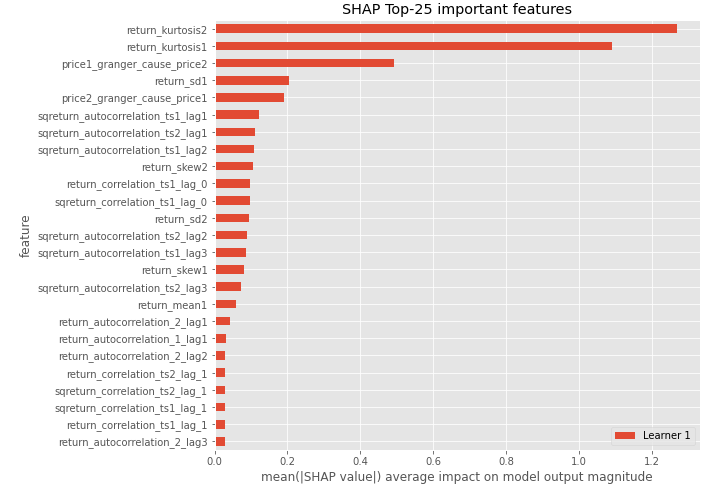 SHAP Top-25 important features
return_kurtosis2
return_kurtosis1
price1_granger_cause_price2
return_sd1
price2_granger_cause_price1
sqreturn_autocorrelation_ts1_lag1
sqreturn_autocorrelation_ts2_lag1
sqreturn_autocorrelation_ts1_lag2
return_skew2
return_correlation_ts1_lag_0
sqreturn_correlation_ts1_lag_0
return_sd2
sqreturn_autocorrelation_ts2_lag2
sqreturn_autocorrelation_ts1_lag3
return_skew1
sqreturn_autocorrelation_ts2_lag3
return_mean1
return_autocorrelation_2_lag1
return_autocorrelation_1_lag1
return_autocorrelation_2_lag2
return_correlation_ts2_lag_1
sqreturn_correlation_ts2_lag_1
sqreturn_correlation_ts1_lag_1
return_correlation_ts1_lag_1
return_autocorrelation_2_lag3
feature
Learner 1
0.0 0.2 0.4 0.6 0.8 1.0 1.2
mean(|SHAP value|) average impact on model output magnitude